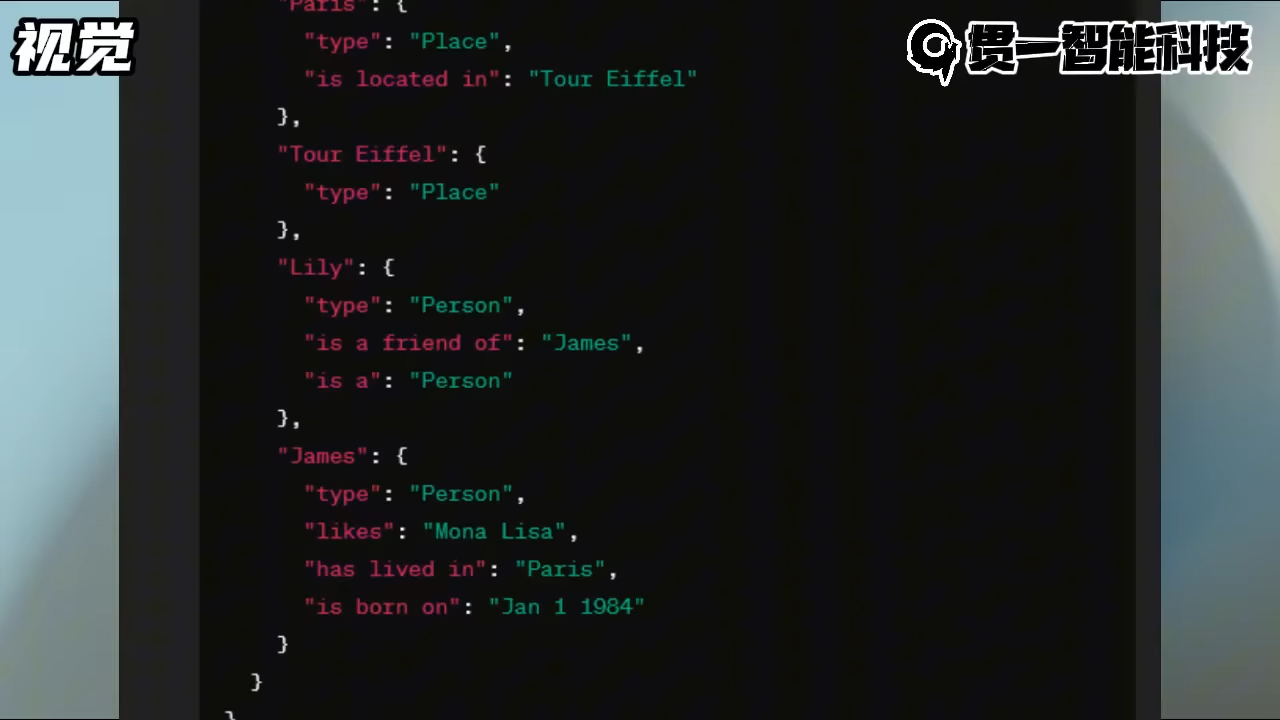 视觉
贯一智能科技
"Paris": {
"type": "Place",
"is located in": "Tour Eiffel"
},
"Tour Eiffel": {
"type": "Place"
},
"Lily": {
"type": "Person",
"is a friend of": "James",
"is a": "Person"
},
"James": {
"type": "Person",
"likes": "Mona Lisa",
"has lived in": "Paris",
"is born on": "Jan 1 1984"
}
}
}